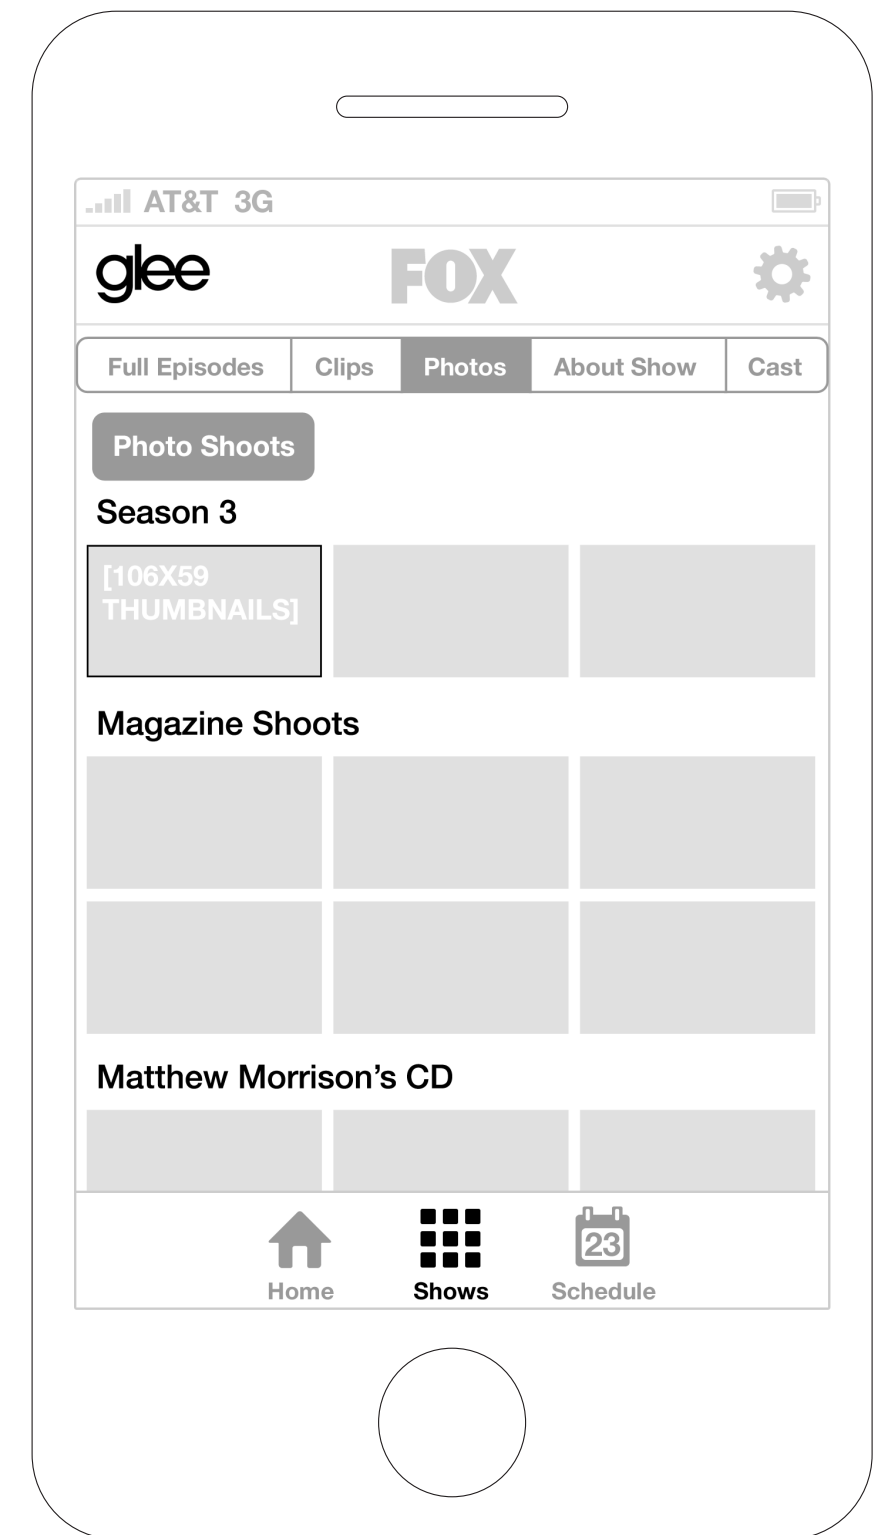 AT&T 3G
glee FOX
Full Episodes Clips Photos About Show Cast
Photo Shoots
Season 3
[106X59
THUMBNAILS]
Magazine Shoots
Matthew Morrison’s CD
23
Home Shows Schedule